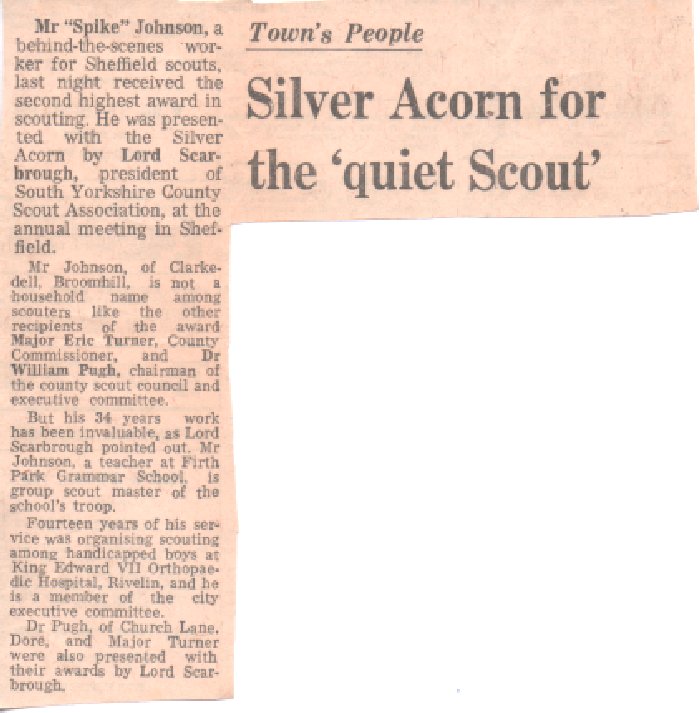 Town's People
Silver Acorn for
the 'quiet Scout'
Mr "Spike" Johnson, a
behind-the-scenes wor-
ker for Sheffield scouts,
last night received the
second highest award in
scouting. He was presen-
ted with the Silver
Acorn by Lord Scar-
brough, president of
South Yorkshire County
Scout Association, at the
annual meeting in Shef-
field.
Mr Johnson, of Clarke-
dell, Broomhill, is not a
household name among
scouters like the other
recipients of the award
Major Eric Turner, County
Commissioner, and Dr
William Pugh, chairman of
the county scout council and
executive committee.
But his 34 years work
has been invaluable, as Lord
Scarbrough pointed out. Mr
Johnson, a teacher at Firth
Park Grammar School, is
group scout master of the
school's troop.
Fourteen years of his ser-
vice was organising scouting
among handicapped boys at
King Edward VII Orthopae-
dic Hospital, Rivelin, and he
is a member of the city
executive committee.
Dr Pugh, of Church Lane,
Dore, and Major Turner
were also presented with
their awards by Lord Scar-
brough.